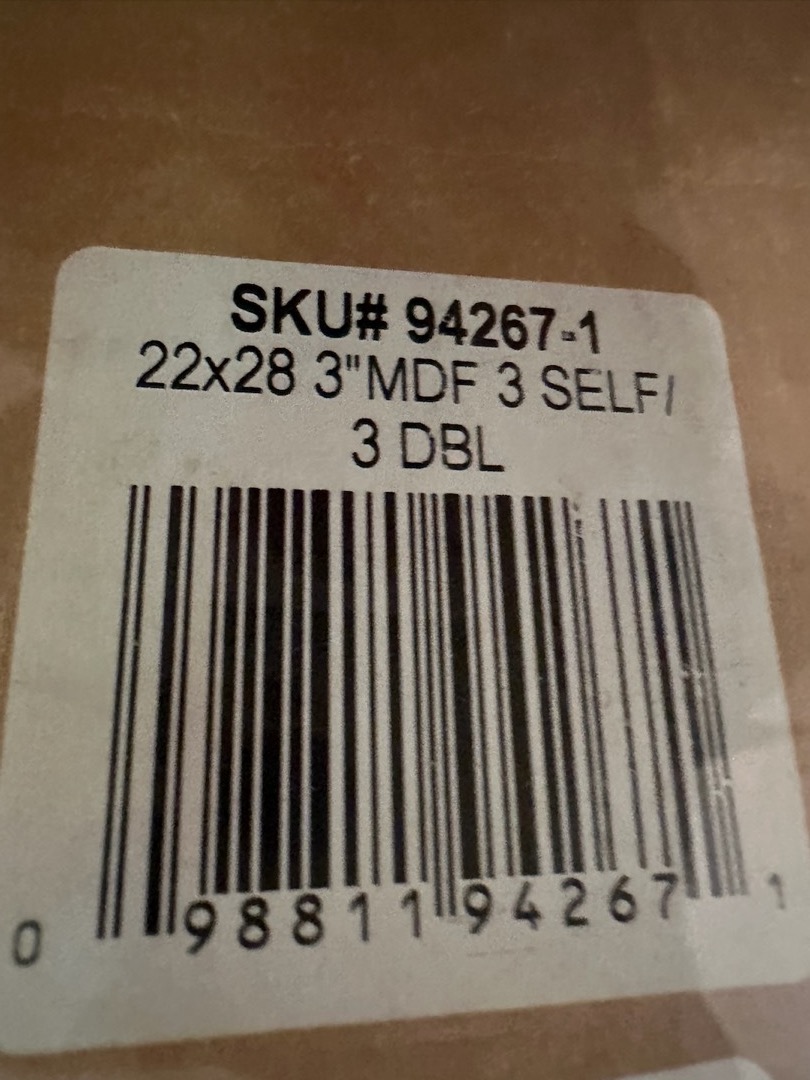 SKU# 94267-1
22x28 3"MDF 3 SELF/
3 DBL
0 98811 94267 1